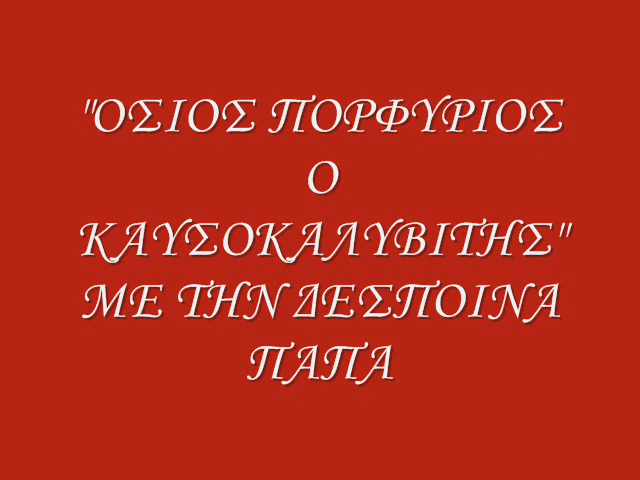 "ΟΣΙΟΣ ΠΟΡΦΥΡΙΟΣ
Ο
ΚΑΥΣΟΚΑΛΥΒΙΤΗΣ"
ΜΕ ΤΗΝ ΔΕΣΠΟΙΝΑ
ΠΑΠΑ